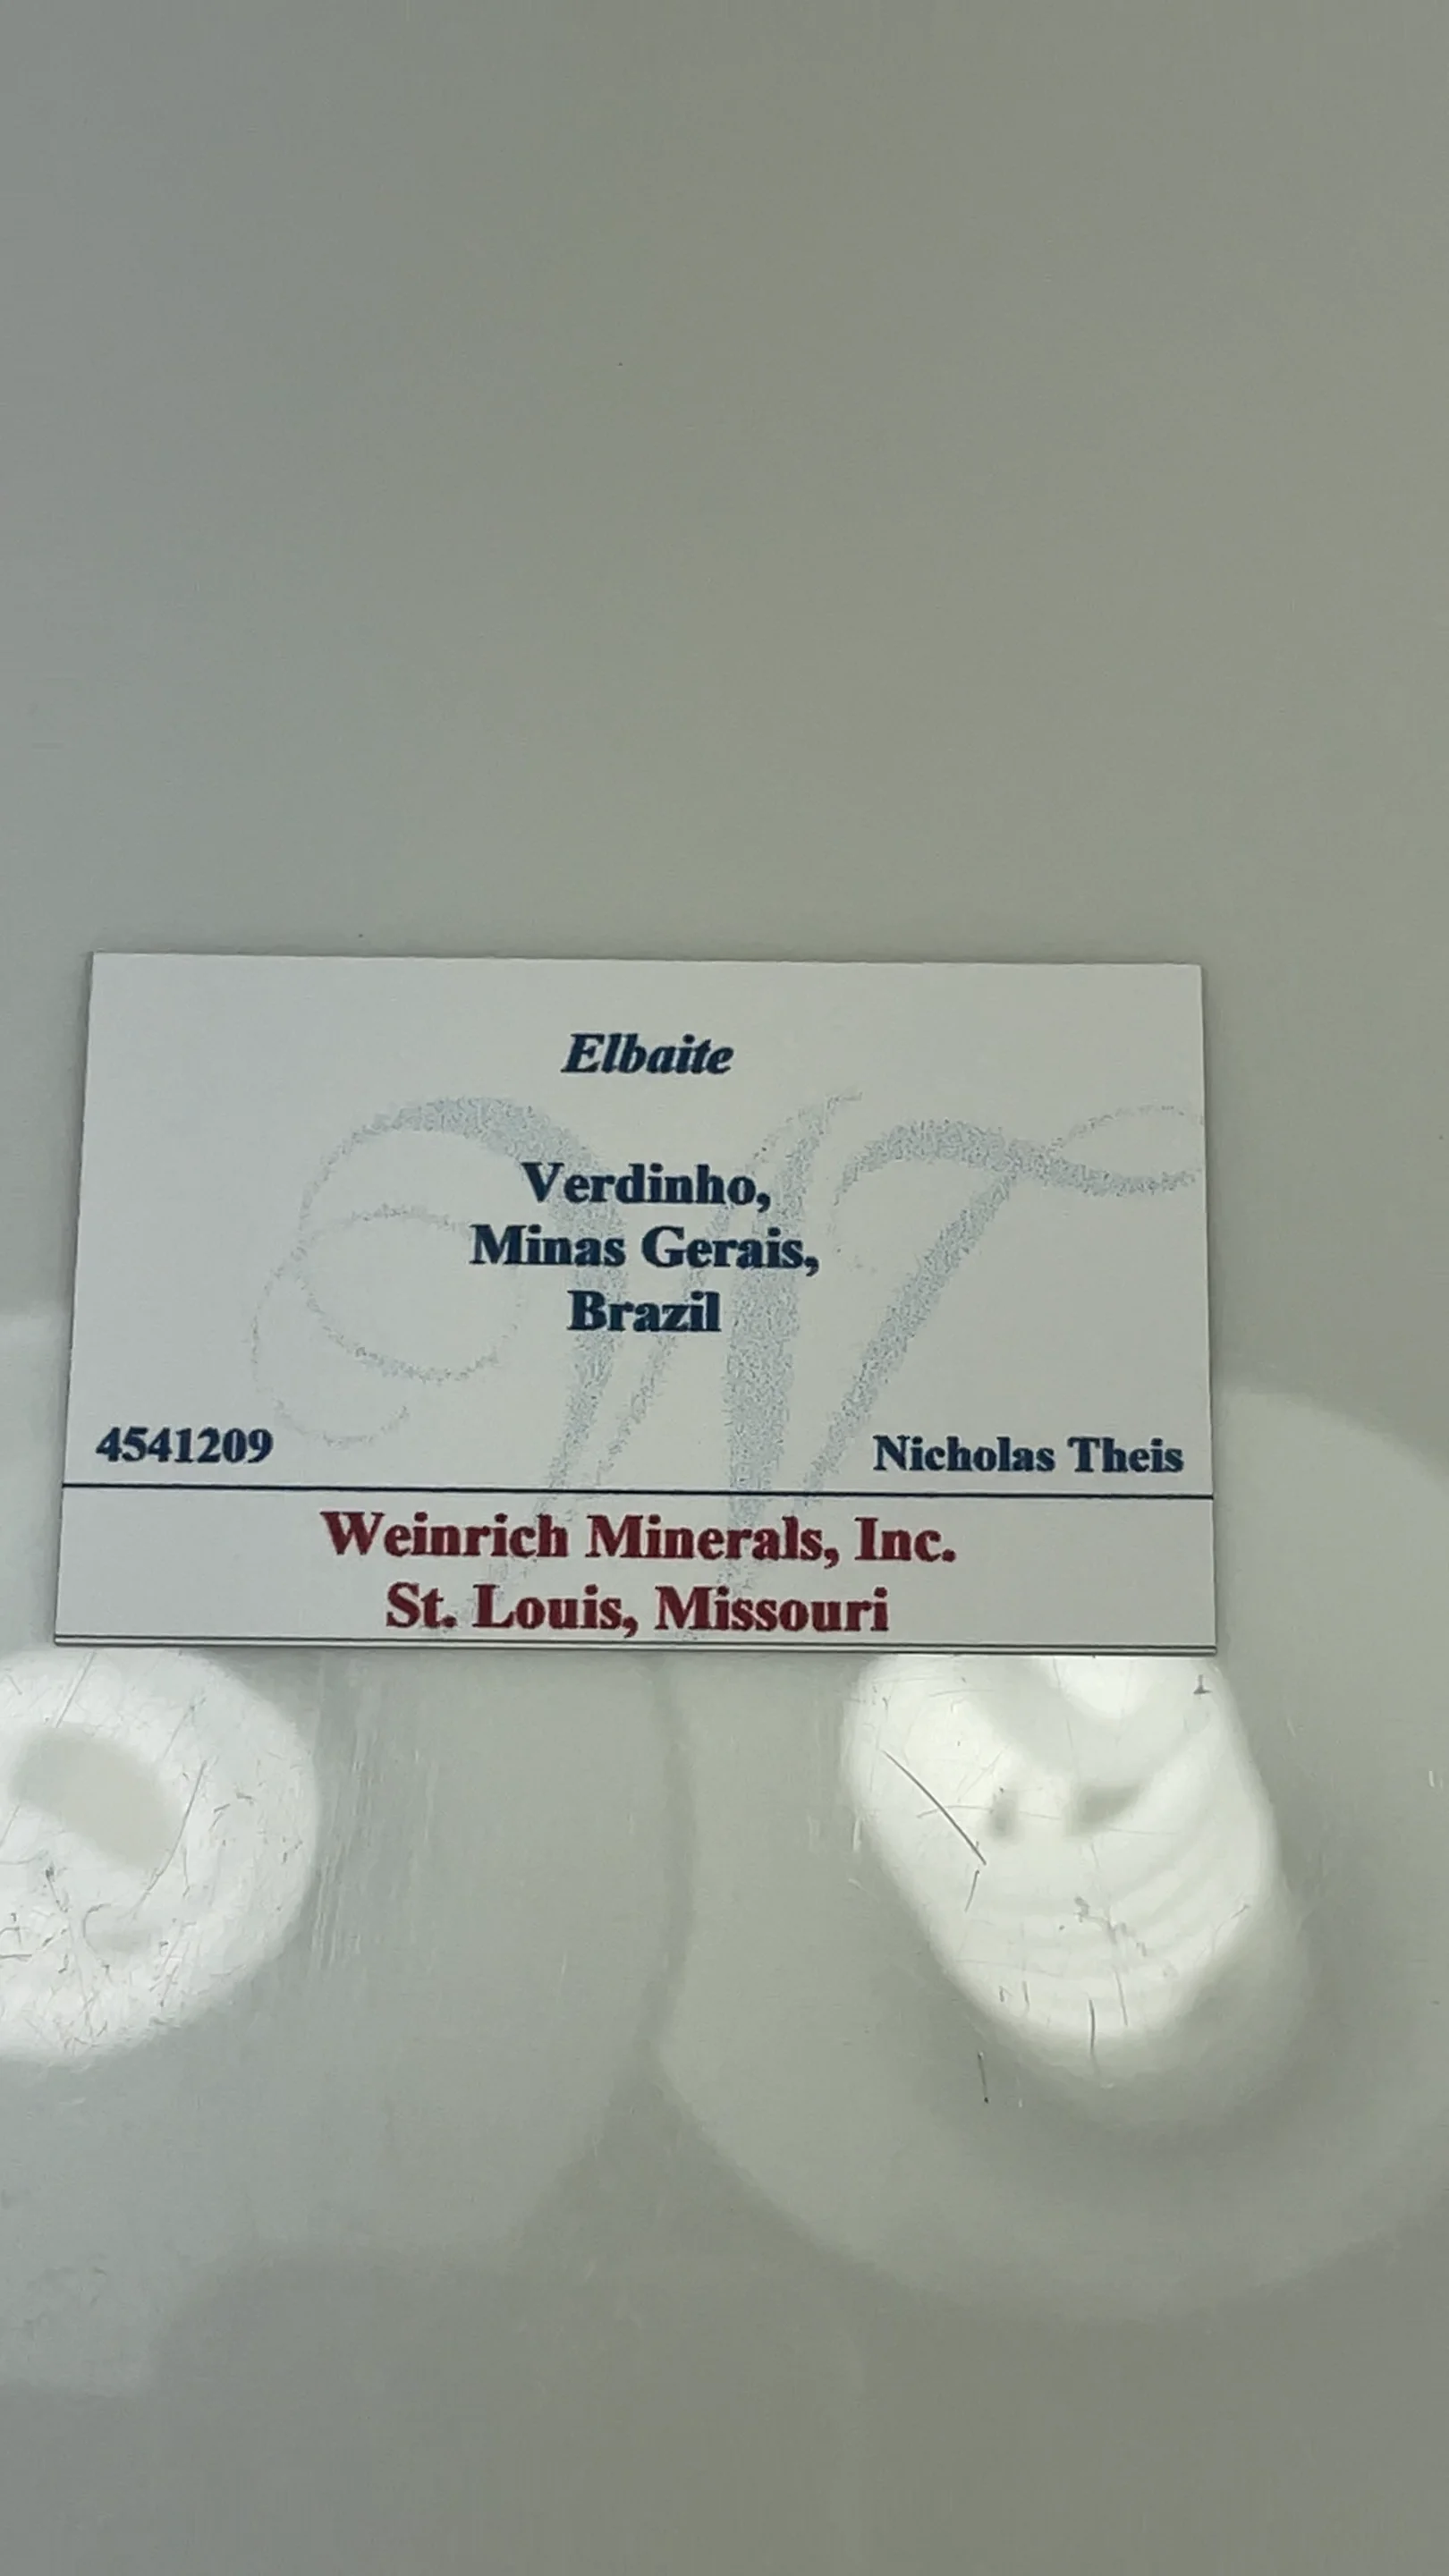 Elbaite
Verdinho,
Minas Gerais,
Brazil
4541209
Nicholas Theis
Weinrich Minerals, Inc.
St. Louis, Missouri